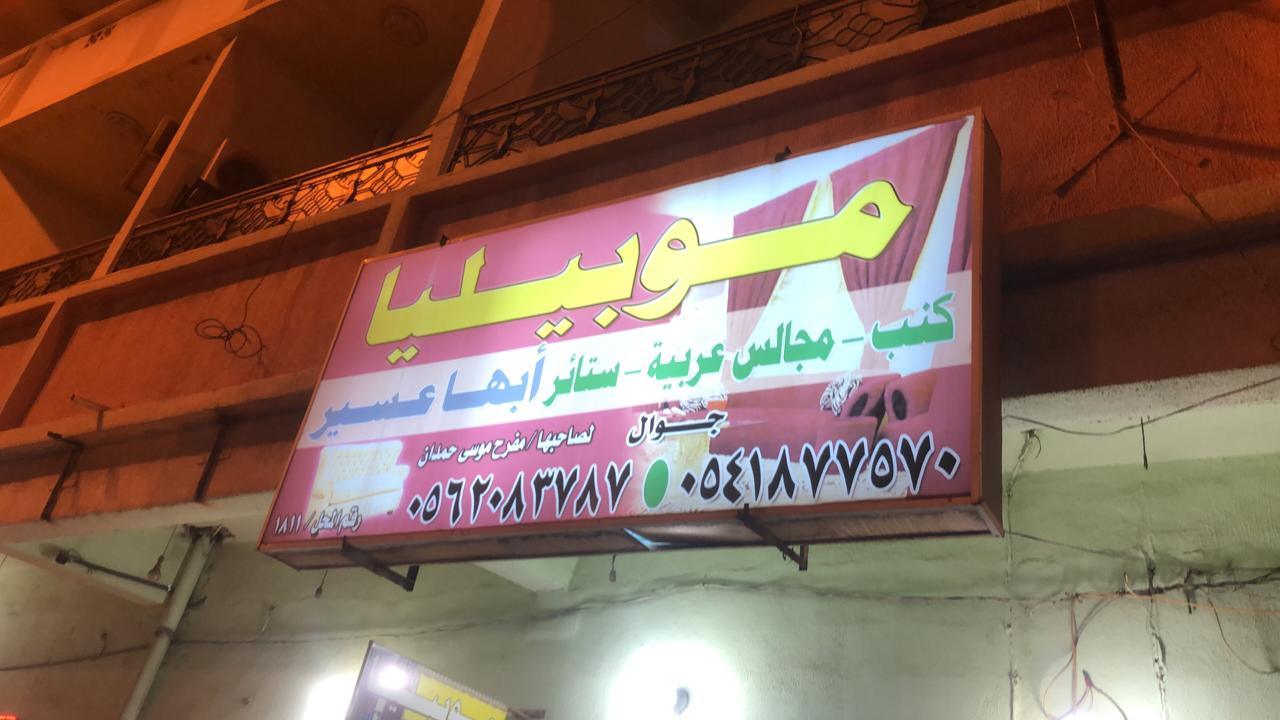 موبيليا
كنب - مجالس عربية - ستائر أبها عسير
جوال لصاحبها / مفرح موسى حمدان
٠٥٤١٨٧٧٥٧٠ ٠٥٦٢٠٨٣٧٨٧
رقم المحل / ١٨١١